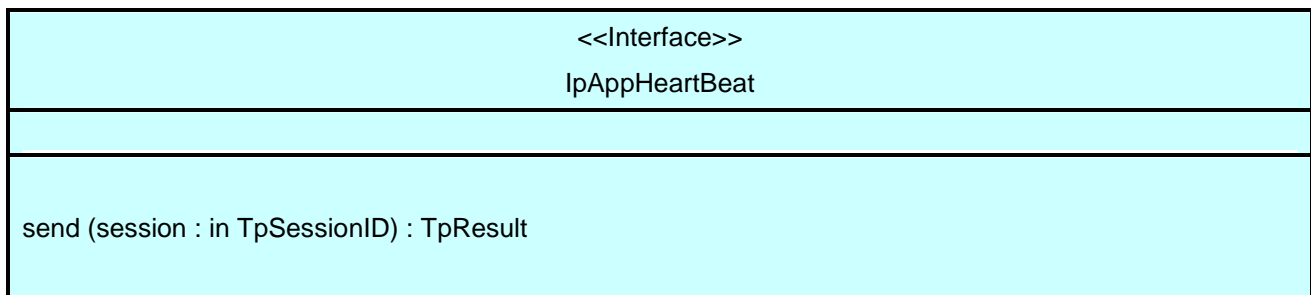 <<Interface>>
IpAppHeartBeat
send (session : in TpSessionID) : TpResult